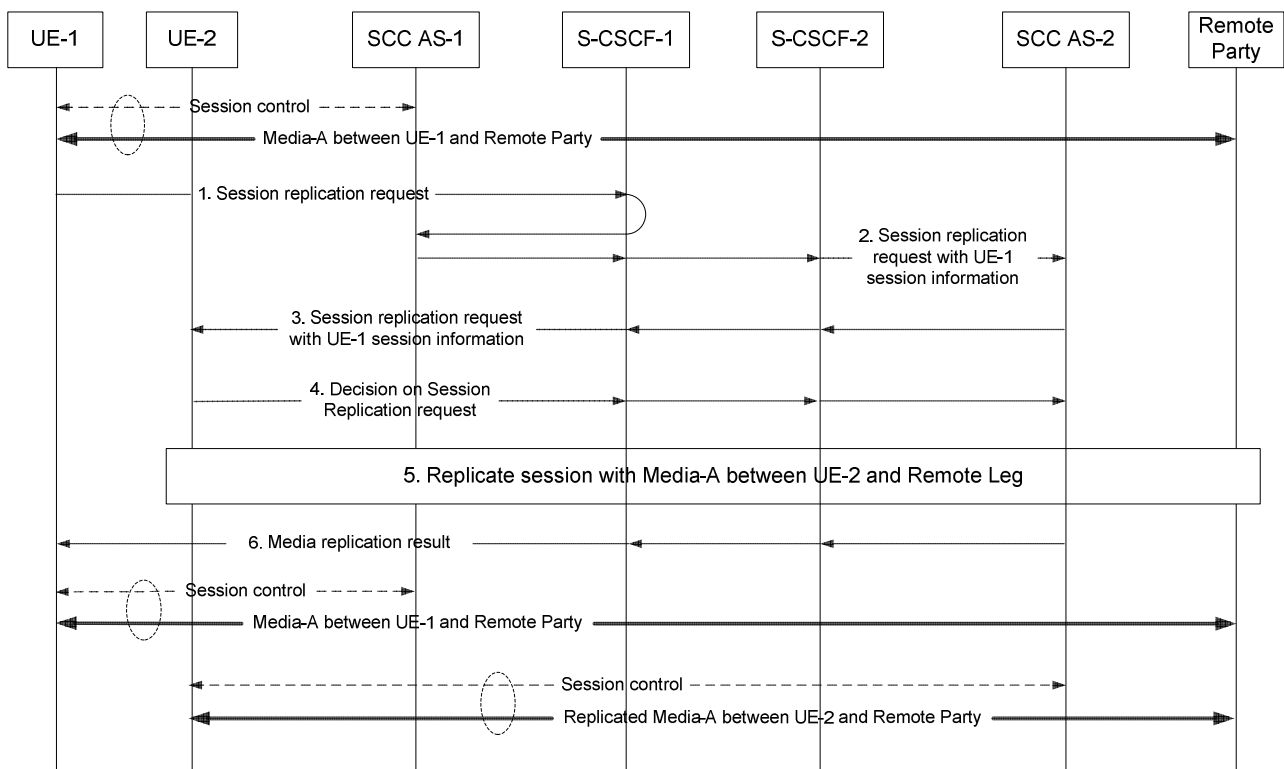 UE-1
UE-2
SCC AS-1
S-CSCF-1
S-CSCF-2
SCC AS-2
Remote
Party
Session control
Media-A between UE-1 and Remote Party
1. Session replication request
2. Session replication
request with UE-1
session information
3. Session replication request
with UE-1 session information
4. Decision on Session
Replication request
5. Replicate session with Media-A between UE-2 and Remote Leg
6. Media replication result
Session control
Media-A between UE-1 and Remote Party
Session control
Replicated Media-A between UE-2 and Remote Party